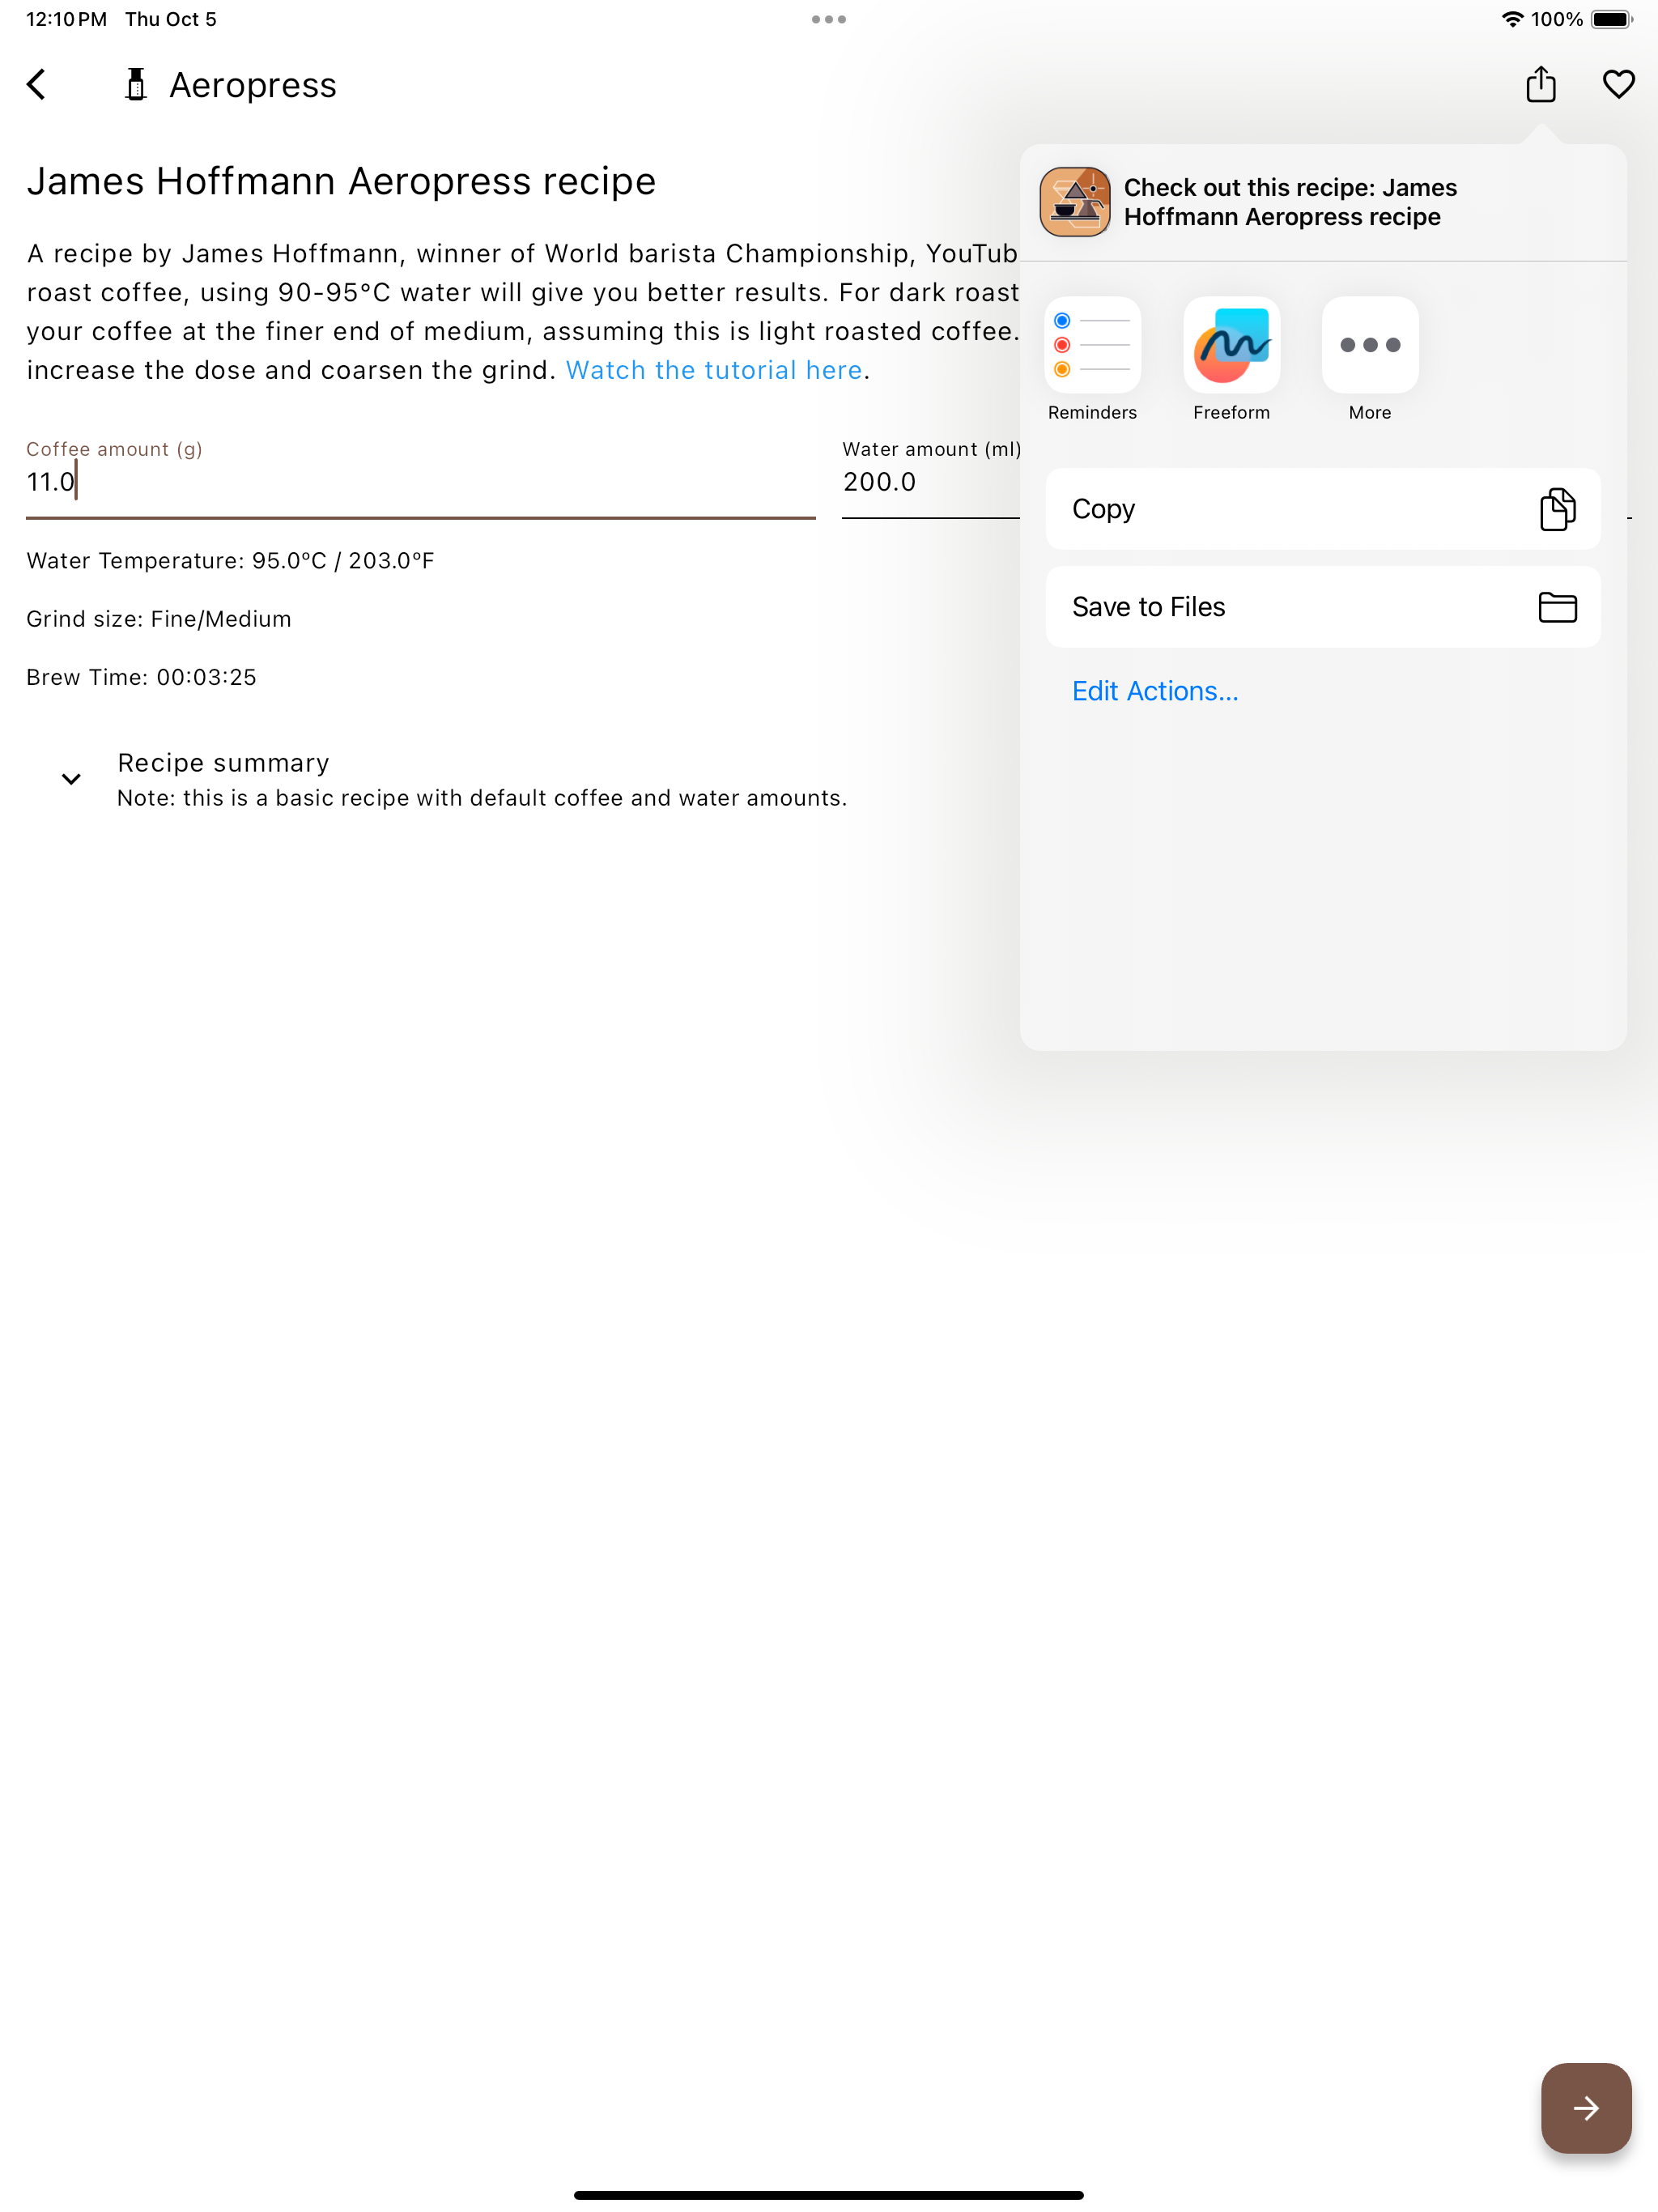 12:10 PM Thu Oct 5
100%
Aeropress
James Hoffmann Aeropress recipe
A recipe by James Hoffmann, winner of World barista Championship, YouTub
roast coffee, using 90-95°C water will give you better results. For dark roast
your coffee at the finer end of medium, assuming this is light roasted coffee.
increase the dose and coarsen the grind. Watch the tutorial here.
Coffee amount (g)
11.0
Water amount (ml)
200.0
Water Temperature: 95.0ºC / 203.0ºF
Grind size: Fine/Medium
Brew Time: 00:03:25
Recipe summary
Note: this is a basic recipe with default coffee and water amounts.
Check out this recipe: James
Hoffmann Aeropress recipe
Reminders
Freeform
More
Copy
Save to Files
Edit Actions...